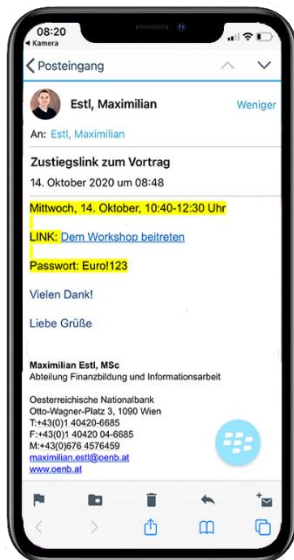 08:20
Kamera
Posteingang
Estl, Maximilian
Weniger
An: Estl, Maximilian
Zustiegslink zum Vortrag
14. Oktober 2020 um 08:48
Mittwoch, 14. Oktober, 10:40-12:30 Uhr
LINK: Dem Workshop beitreten
Passwort: Euro!123
Vielen Dank!
Liebe Grüße
Maximilian Estl, MSc
Abteilung Finanzbildung und Informationsarbeit
Oesterreichische Nationalbank
Otto-Wagner-Platz 3, 1090 Wien
T:+43(0)1 40420-6685
F:+43(0)1 40420 04-6685
M:+43(0)676 4576459
maximilian.estl@oenb.at
www.oenb.at